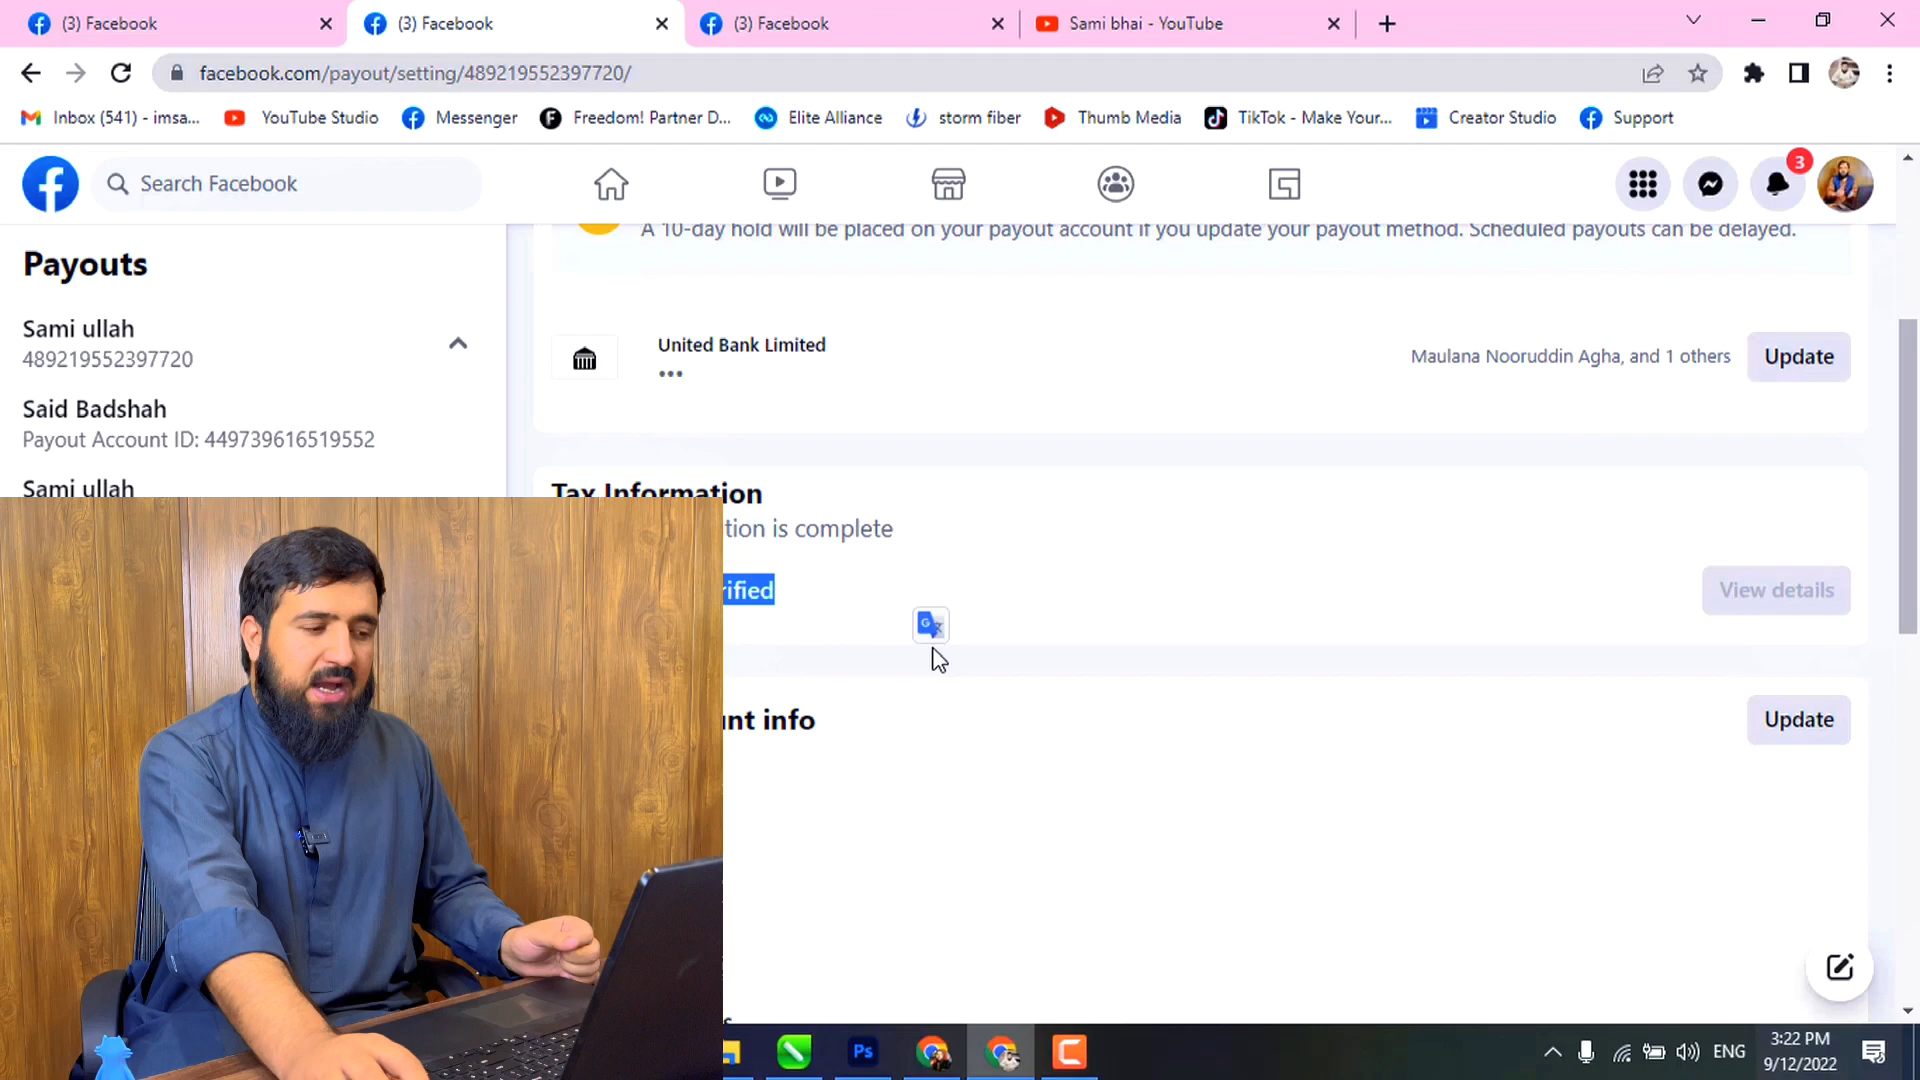 (3) Facebook
(3) Facebook
(3) Facebook
Sami bhai - YouTube
facebook.com/payout/setting/489219552397720/
Inbox (541) - imsa...
YouTube Studio
Messenger
Freedom! Partner D...
Elite Alliance
storm fiber
Thumb Media
TikTok - Make Your...
Creator Studio
Support
Search Facebook
3
Payouts
Sami ullah
489219552397720
Said Badshah
Payout Account ID: 449739616519552
Sami ullah
A 10-day hold will be placed on your payout account if you update your payout method. Scheduled payouts can be delayed.
United Bank Limited
•••
Maulana Nooruddin Agha, and 1 others
Update
Tax Information
tion is complete
rified
View details
nt info
Update
Ps
ENG
3:22 PM
9/12/2022